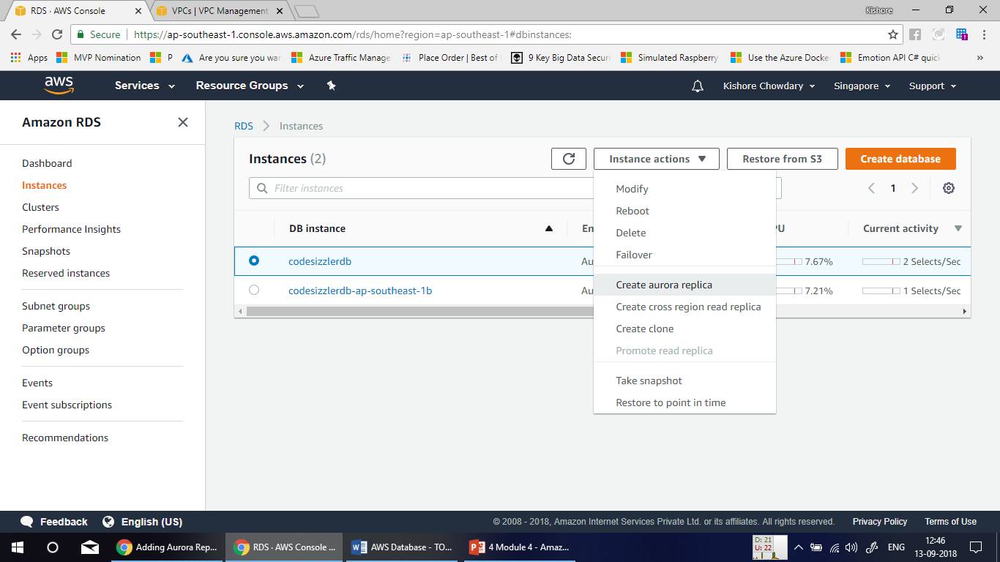 RDS · AWS Console
VPCs | VPC Management
Kishore
Secure
https://ap-southeast-1.console.aws.amazon.com/rds/home?region=ap-southeast-1#dbinstances:
Apps
MVP Nomination
P
Are you sure you wan
Azure Traffic Manage
Place Order | Best of
9 Key Big Data Securi
Simulated Raspberry
Use the Azure Docke
Emotion API C# quick
»
aws
Services
Resource Groups
Kishore Chowdary
Singapore
Support
Amazon RDS
Dashboard
Instances
Clusters
Performance Insights
Snapshots
Reserved instances
Subnet groups
Parameter groups
Option groups
Events
Event subscriptions
Recommendations
RDS > Instances
Instances (2)
Instance actions
Restore from S3
Create database
Filter instances
1
DB instance
En
PU
Current activity
codesizzlerdb
Au
7.67%
2 Selects/Sec
codesizzlerdb-ap-southeast-1b
Au
7.21%
1 Selects/Sec
Modify
Reboot
Delete
Failover
Create aurora replica
Create cross region read replica
Create clone
Promote read replica
Take snapshot
Restore to point in time
Feedback
English (US)
© 2008 - 2018, Amazon Internet Services Private Ltd. or its affiliates. All rights reserved.
Privacy Policy
Terms of Use
Adding Aurora Rep...
RDS · AWS Console ...
AWS Database - TO...
4 Module 4 - Amaz...
D: 21
U: 22
ENG
12:46
13-09-2018